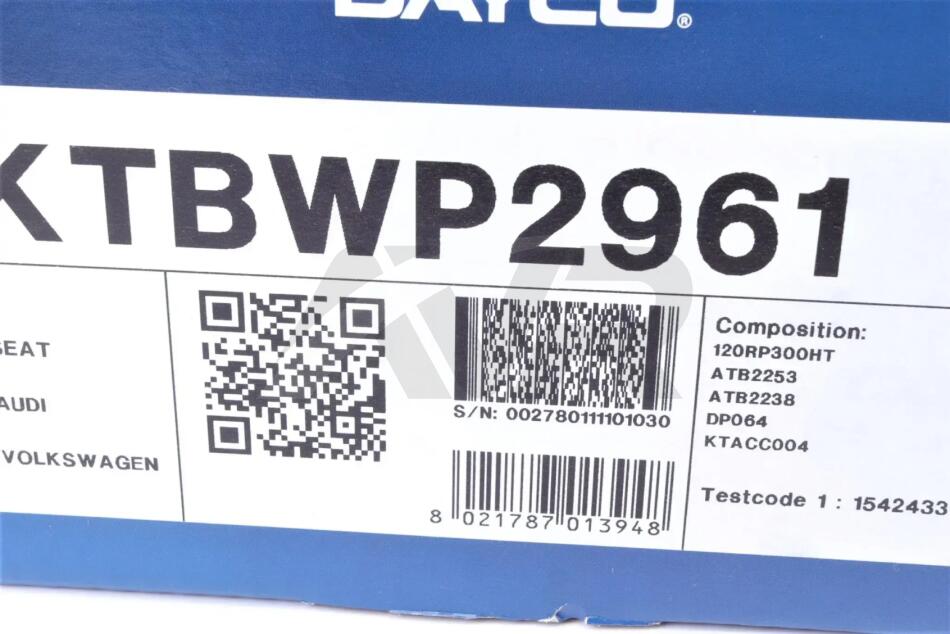 DAYCO®
KTBWP2961
SEAT
AUDI
VOLKSWAGEN
S/N: 002780111101030
8 021787 013948
Composition:
120RP300HT
ATB2253
ATB2238
DP064
KTACC004
Testcode 1 : 1542433